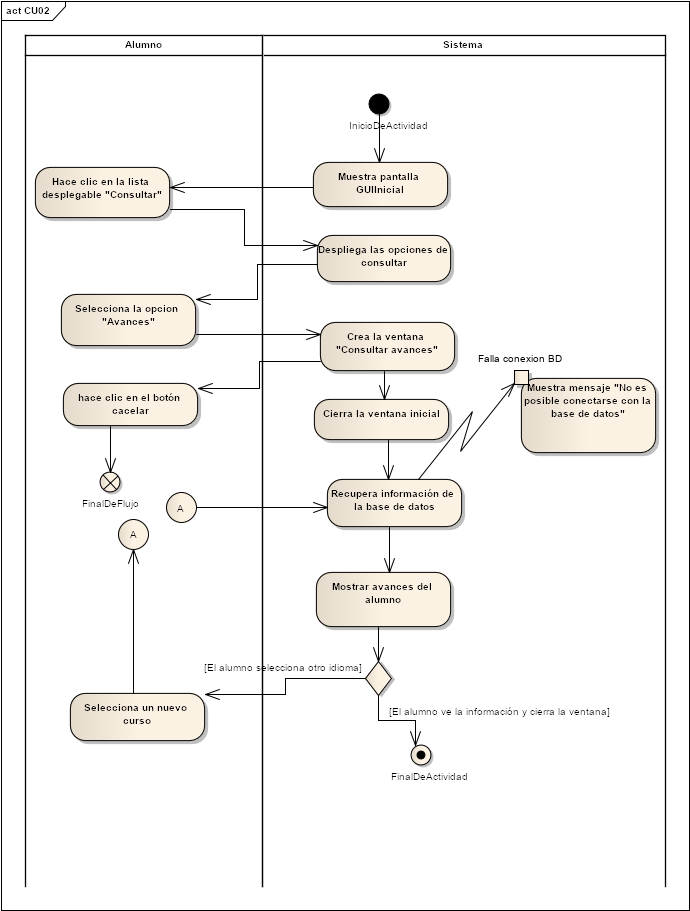 act CU02
Alumno
Sistema
InicioDeActividad
Muestra pantalla
GUIInicial
Hace clic en la lista
desplegable "Consultar"
Despliega las opciones de
consultar
Selecciona la opcion
"Avances"
Crea la ventana
"Consultar avances"
Falla conexion BD
Muestra mensaje "No es
posible conectarse con la
base de datos"
hace clic en el botón
cacelar
Cierra la ventana inicial
FinalDeFlujo
A
Recupera información de
la base de datos
A
Mostrar avances del
alumno
[El alumno selecciona otro idioma]
Selecciona un nuevo
curso
[El alumno ve la información y cierra la ventana]
FinalDeActividad